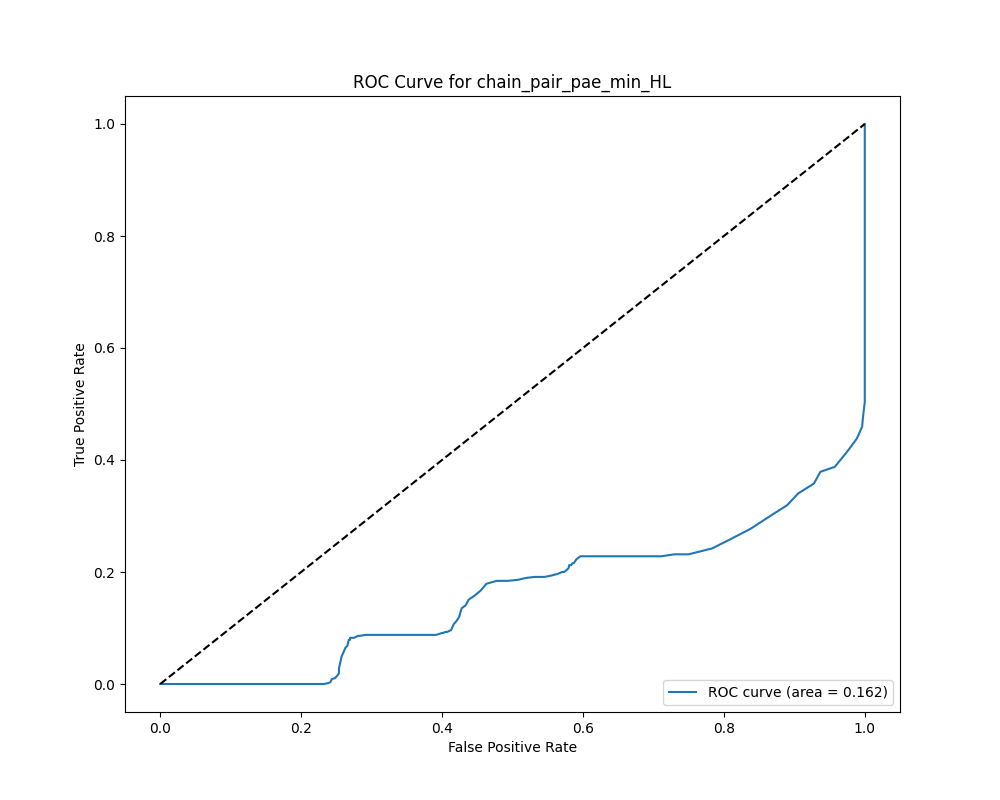 ROC Curve for chain_pair_pae_min_HL
True Positive Rate
1.0
0.8
0.6
0.4
0.2
0.0
ROC curve (area = 0.162)
0.0 0.2 0.4 0.6 0.8 1.0
False Positive Rate